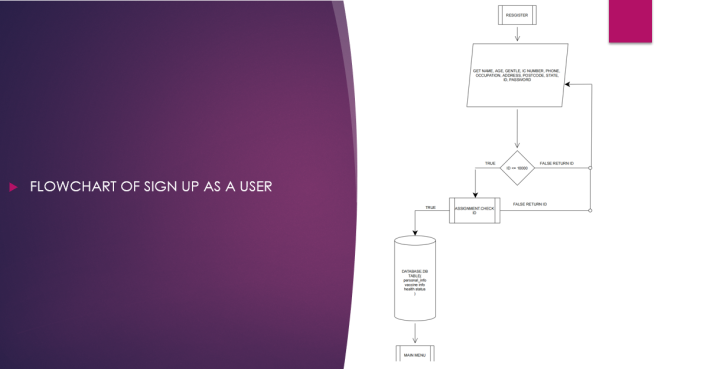 FLOWCHART OF SIGN UP AS A USER
REGISTER
GET NAME, AGE, GENTLE, IC NUMBER, PHONE,
OCCUPATION, ADDRESS, POSTCODE, STATE,
ID, PASSWORD
TRUE
ID >= 10000
FALSE RETURN ID
TRUE
ASSIGNMENT.CHECK
ID
FALSE RETURN ID
DATABASE.DB
TABLE(
personal_info
vaccine info
health status
)
MAIN MENU